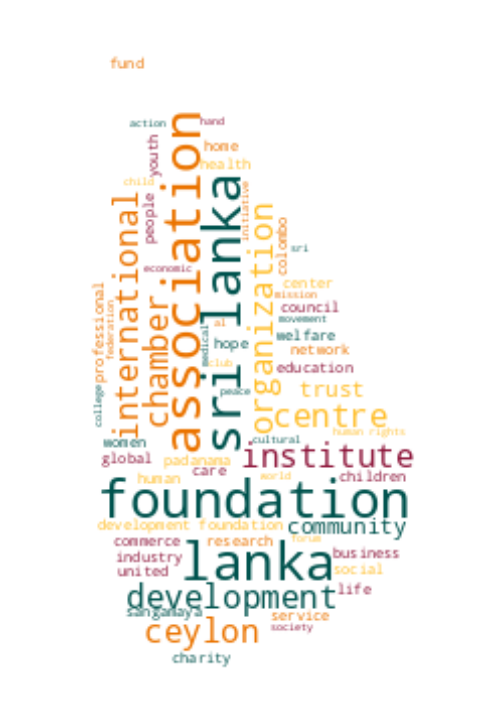 fund
action
hand
association
youth
home
health
child
sri lanka
initiative
international
people
organization
colombo
sri
economic
center
professional
mission
chamber
federation
council
movement
al
medical
hope
welfare
network
club
education
college
peace
trust
centre
human rights
women
cultural
global
padanama
institute
care
human
world
children
foundation
development foundation
community
commerce
research
forum
industry
lanka
business
united
social
development
life
sangamaya
service
ceylon
society
charity